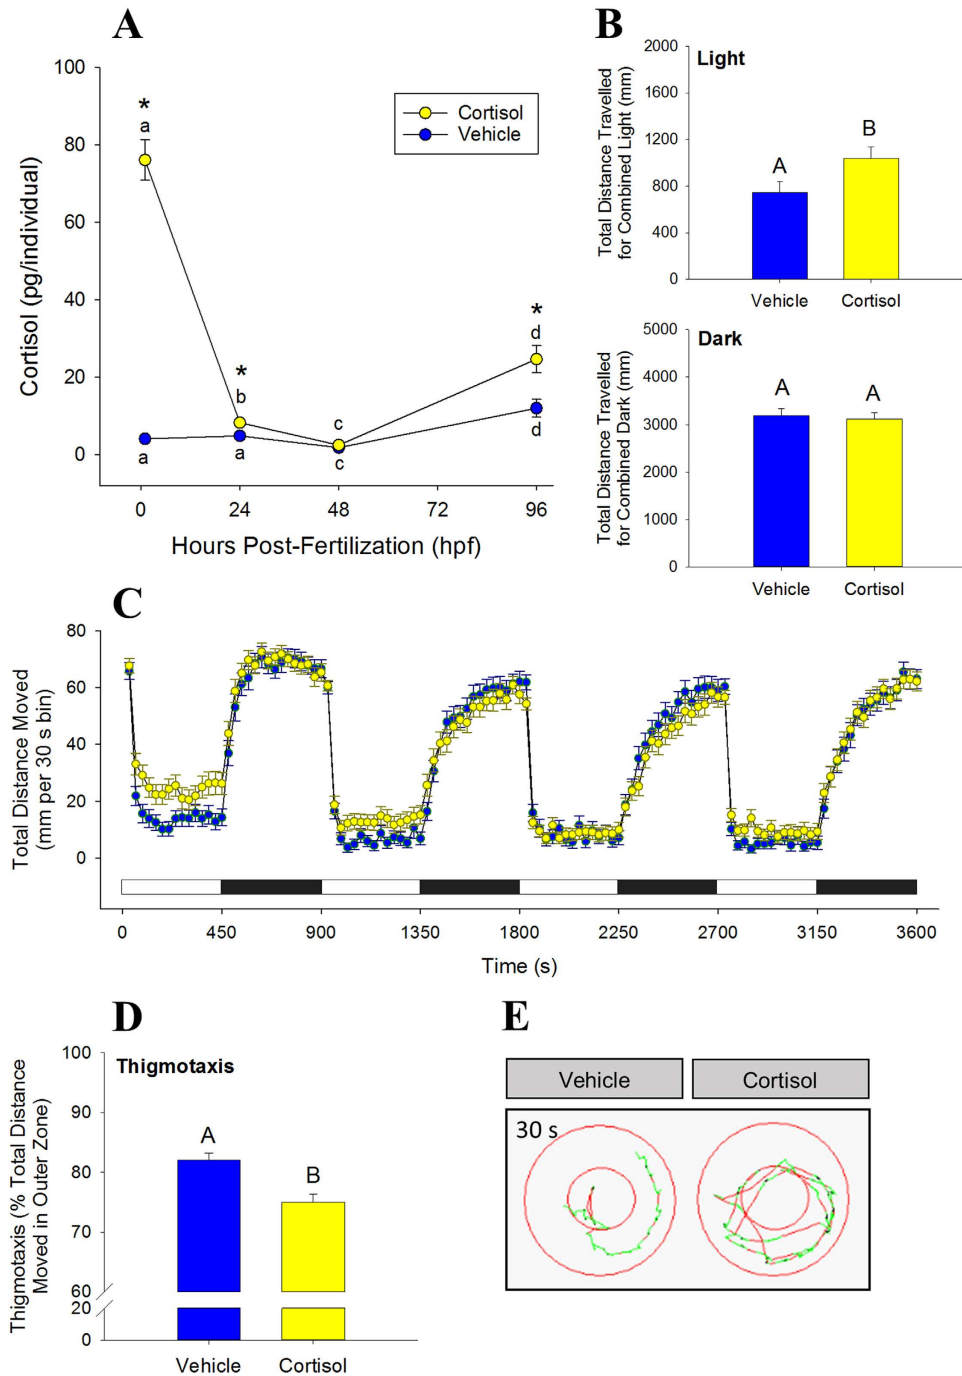 A
Cortisol (pg/individual)
100
80
60
40
20
0
*
a
*
b
c
*
d
a
a
c
d
Cortisol
Vehicle
0 24 48 72 96
Hours Post-Fertilization (hpf)
B
Total Distance Travelled
for Combined Light (mm)
2000
1600
1200
800
400
0
Light
A
B
Vehicle Cortisol
Total Distance Travelled
for Combined Dark (mm)
5000
4000
3000
2000
1000
0
Dark
A
A
Vehicle Cortisol
C
Total Distance Moved
(mm per 30 s bin)
80
60
40
20
0
0 450 900 1350 1800 2250 2700 3150 3600
Time (s)
D
Thigmotaxis (% Total Distance
Moved in Outer Zone)
100
90
80
70
60
20
0
Thigmotaxis
A
B
Vehicle Cortisol
E
Vehicle Cortisol
30 s